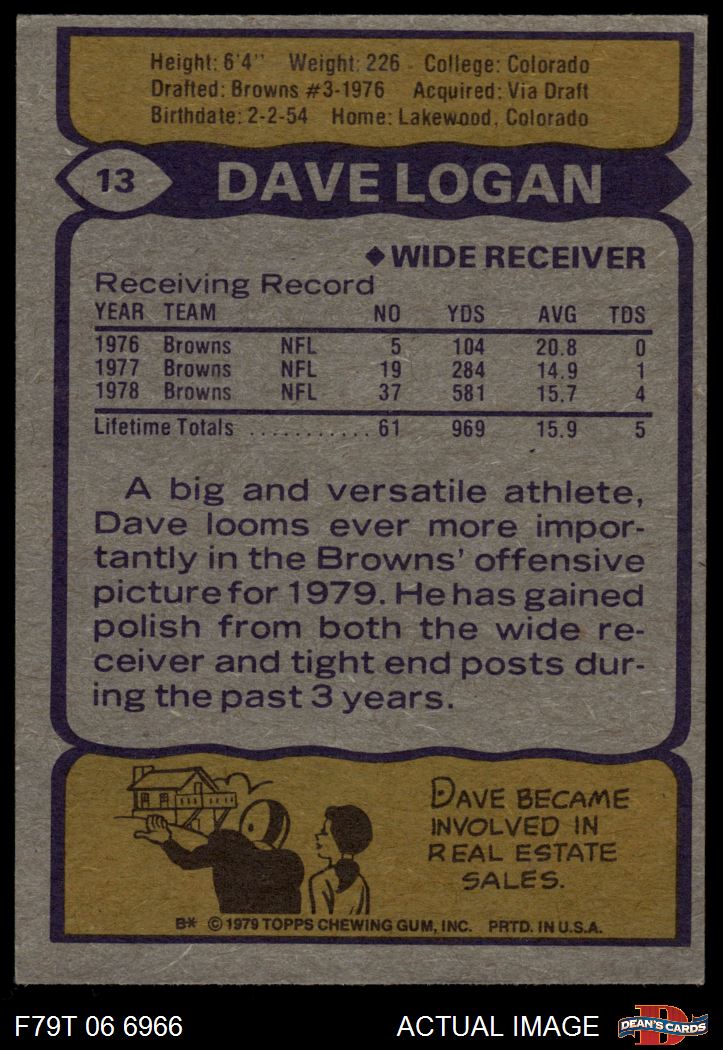 Height: 6'4" Weight: 226 College: Colorado
Drafted: Browns #3-1976 Acquired: Via Draft
Birthdate: 2-2-54 Home: Lakewood, Colorado
13 DAVE LOGAN
◆ WIDE RECEIVER
Receiving Record
YEAR TEAM NO YDS AVG TDS
1976 Browns NFL 5 104 20.8 0
1977 Browns NFL 19 284 14.9 1
1978 Browns NFL 37 581 15.7 4
Lifetime Totals ........... 61 969 15.9 5
A big and versatile athlete,
Dave looms ever more impor-
tantly in the Browns' offensive
picture for 1979. He has gained
polish from both the wide re-
ceiver and tight end posts dur-
ing the past 3 years.
DAVE BECAME
INVOLVED IN
REAL ESTATE
SALES.
B* © 1979 TOPPS CHEWING GUM, INC. PRTD. IN U.S.A.
F79T 06 6966 ACTUAL IMAGE D DEAN'S CARDS